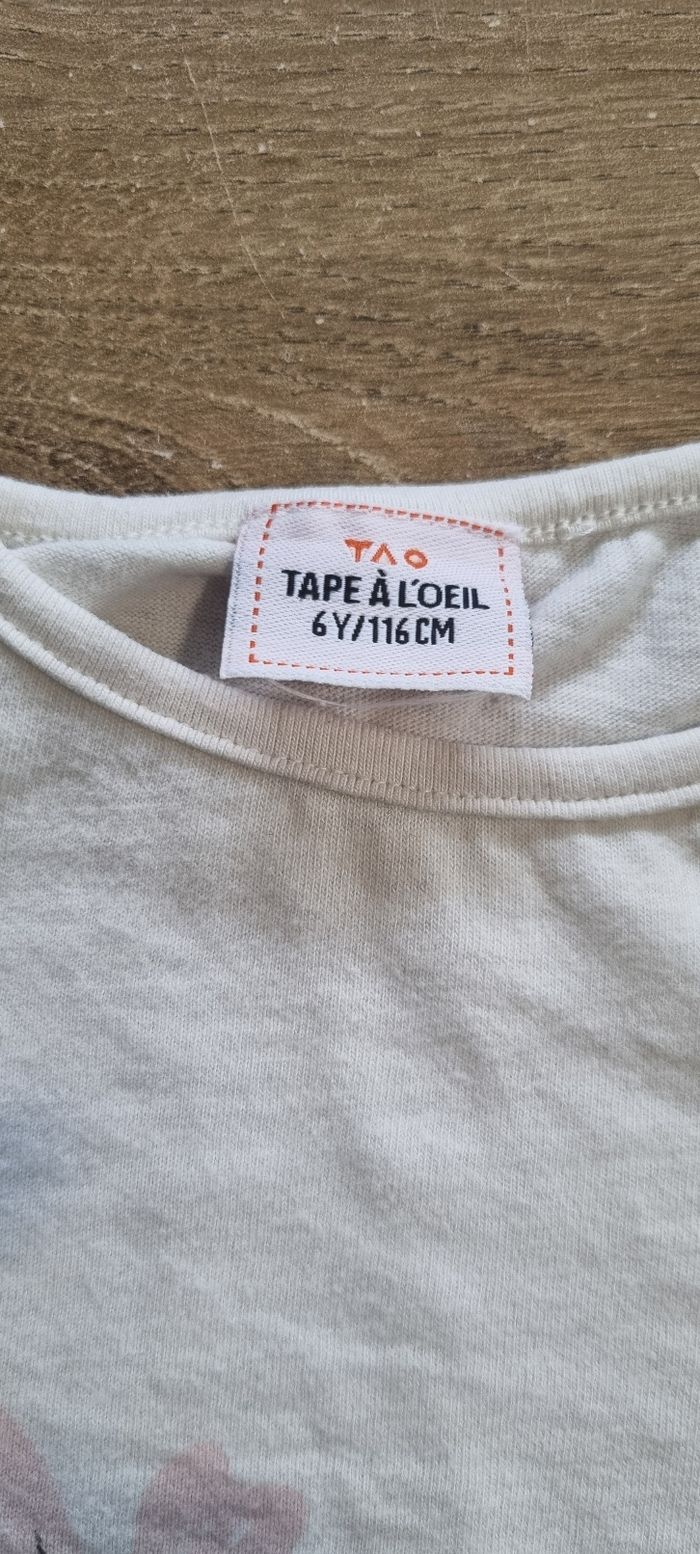 TAO
TAPE À L'OEIL
6Y/116CM